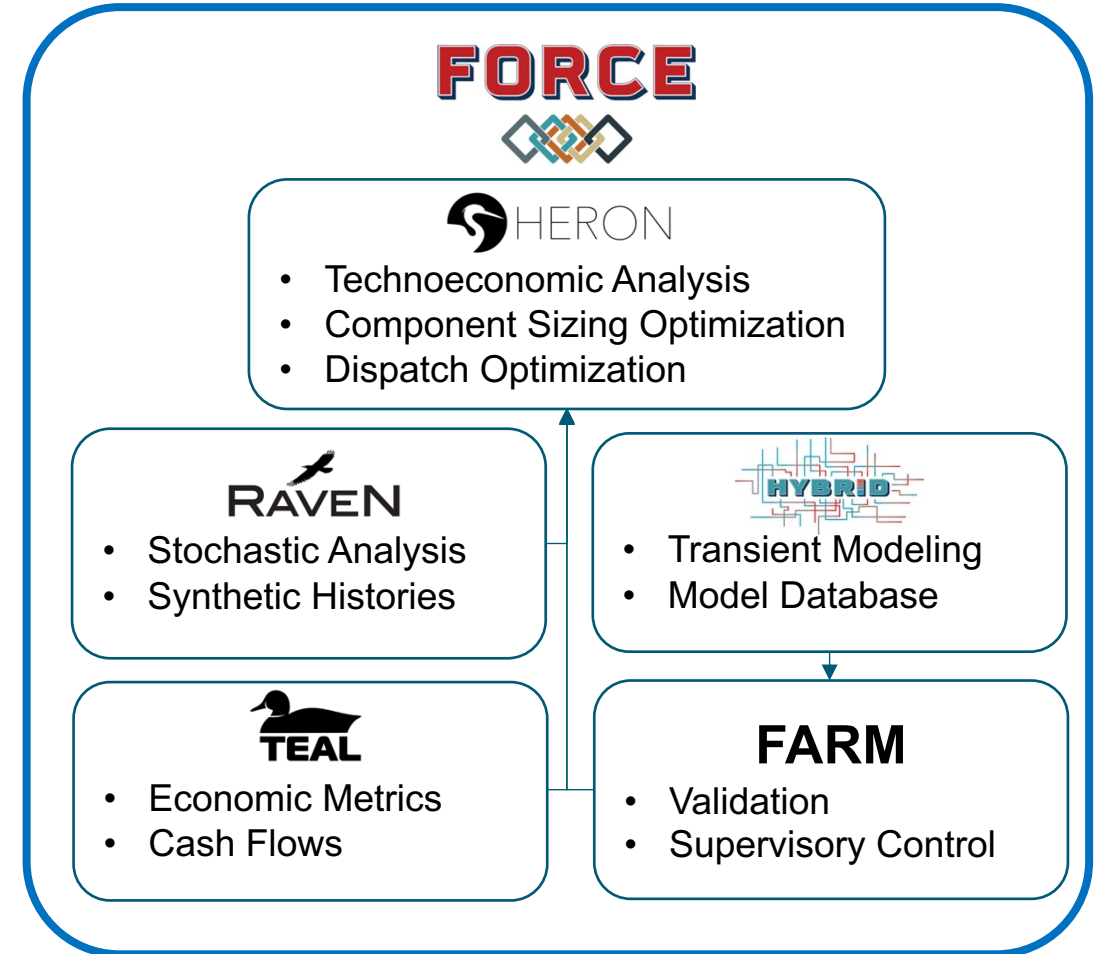 FORCE
HERON
• Technoeconomic Analysis
• Component Sizing Optimization
• Dispatch Optimization
RAVEN
• Stochastic Analysis
• Synthetic Histories
HYBRID
• Transient Modeling
• Model Database
TEAL
• Economic Metrics
• Cash Flows
FARM
• Validation
• Supervisory Control